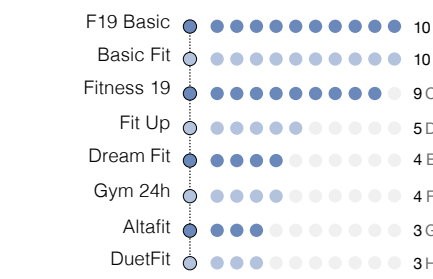 F19 Basic 10
Basic Fit 10
Fitness 19 9 C
Fit Up 5 D
Dream Fit 4 E
Gym 24h 4 F
Altafit 3 G
DuetFit 3 H